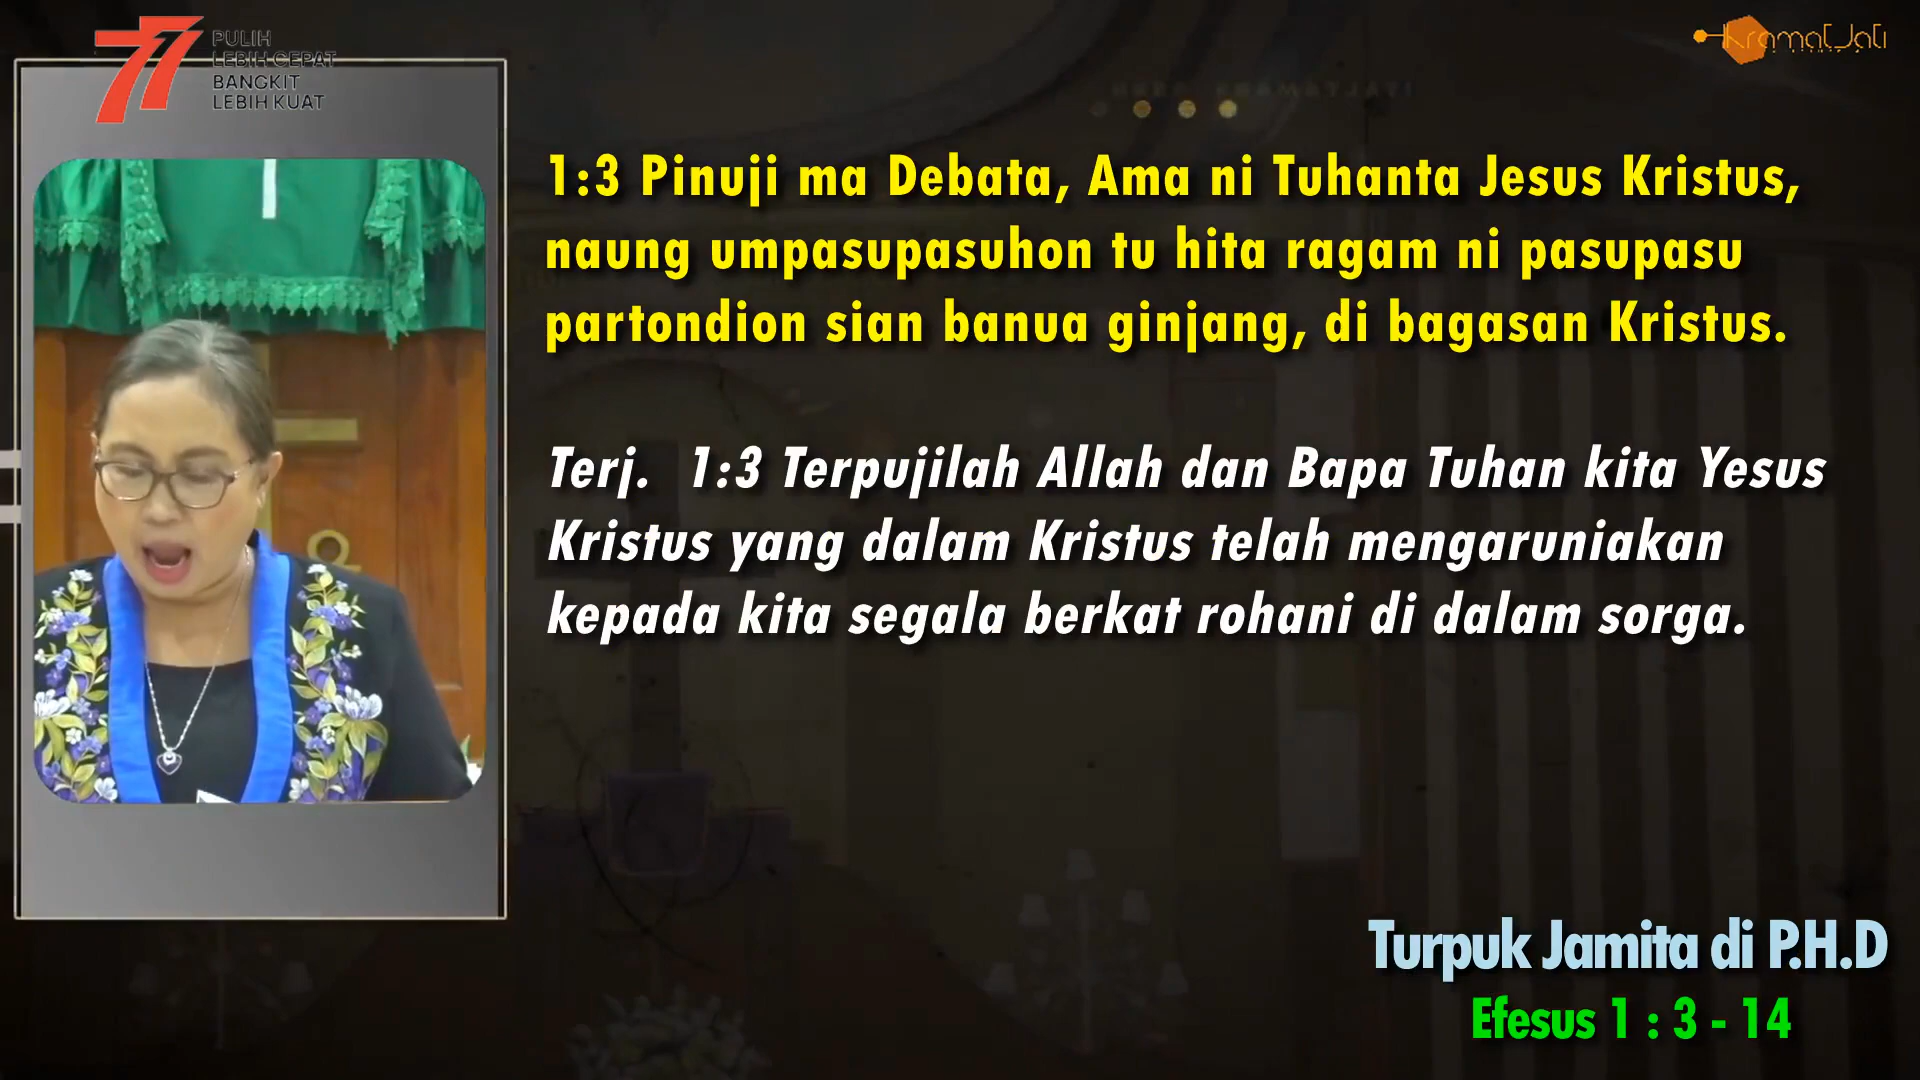 77
PULIH
LEBIH CEPAT
BANGKIT
LEBIH KUAT
KramatJati
1:3 Pinuji ma Debata, Ama ni Tuhanta Jesus Kristus,
naung umpasupasuhon tu hita ragam ni pasupasu
partondion sian banua ginjang, di bagasan Kristus.
Terj. 1:3 Terpujilah Allah dan Bapa Tuhan kita Yesus
Kristus yang dalam Kristus telah mengaruniakan
kepada kita segala berkat rohani di dalam sorga.
Turpuk Jamita di P.H.D
Efesus 1 : 3 - 14